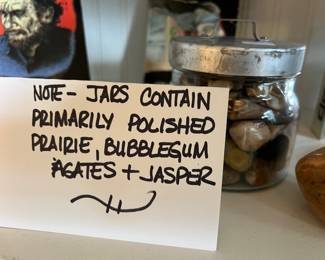 NOTE - JARS CONTAIN
PRIMARILY POLISHED
PRAIRIE, BUBBLEGUM
AGATES + JASPER